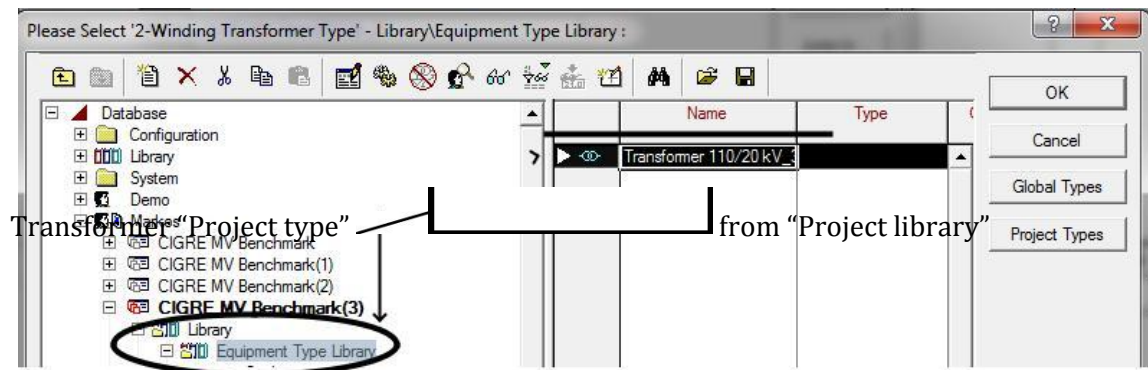 Please Select '2-Winding Transformer Type' - Library\Equipment Type Library :
OK
Cancel
Global Types
Project Types
Name
Type
Transformer 110/20 kV_
Database
Configuration
Library
System
Demo
Markos
Transformer “Project type”
from “Project library”
CIGRE MV Benchmark
CIGRE MV Benchmark(1)
CIGRE MV Benchmark(2)
CIGRE MV Benchmark(3)
Library
Equipment Type Library